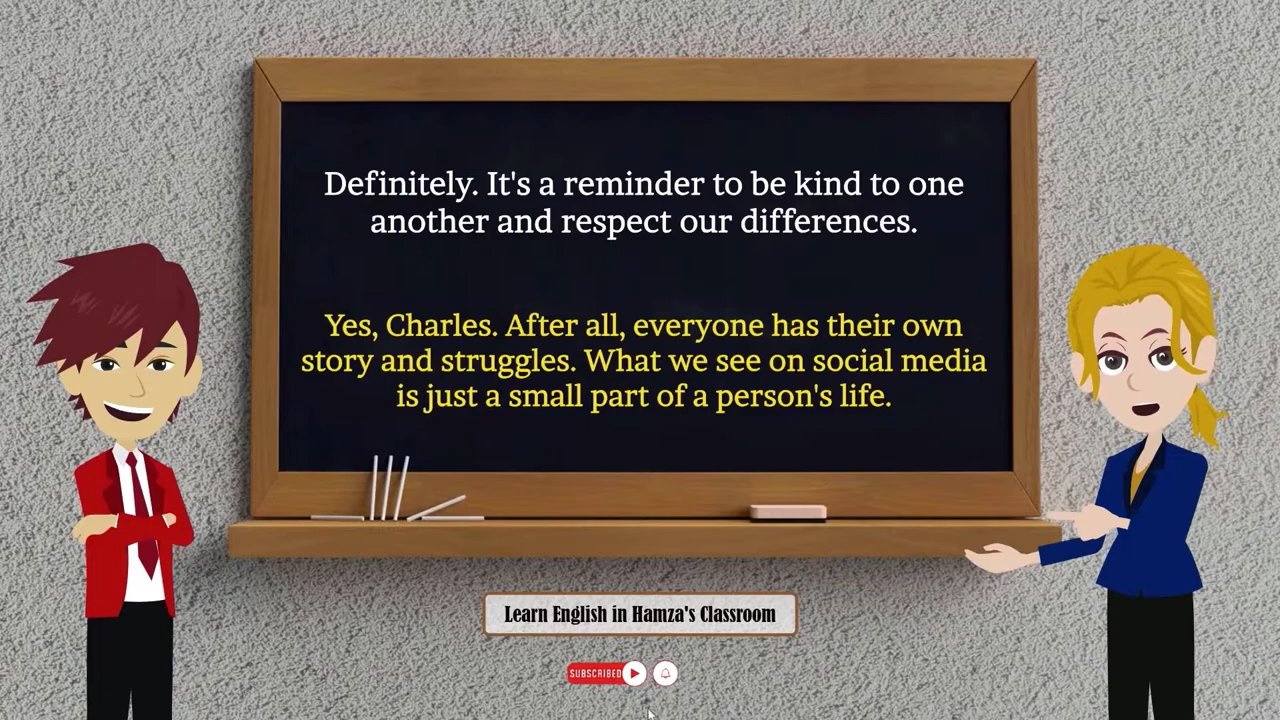 Definitely. It's a reminder to be kind to one
another and respect our differences.
Yes, Charles. After all, everyone has their own
story and struggles. What we see on social media
is just a small part of a person's life.
Learn English in Hamza's Classroom
SUBSCRIBED